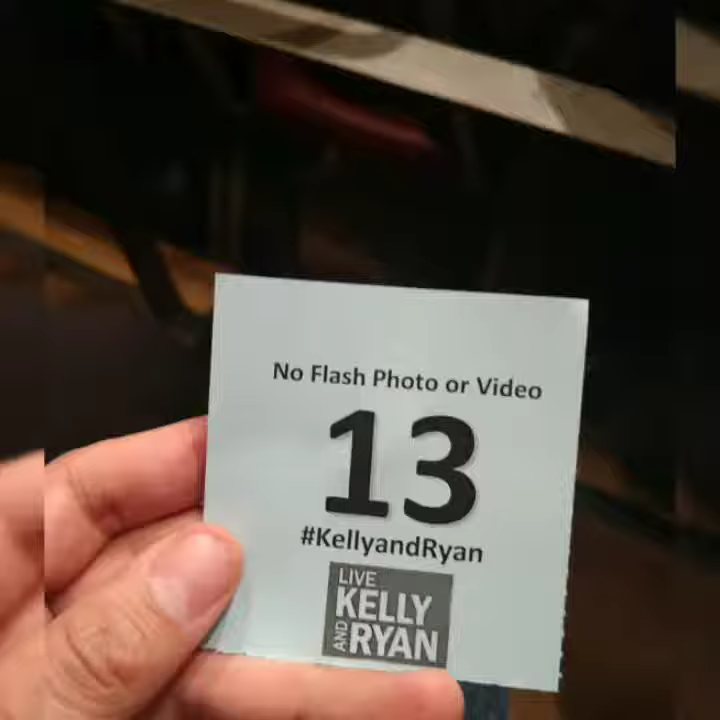 No Flash Photo or Video
13
#KellyandRyan
LIVE
KELLY
AND RYAN